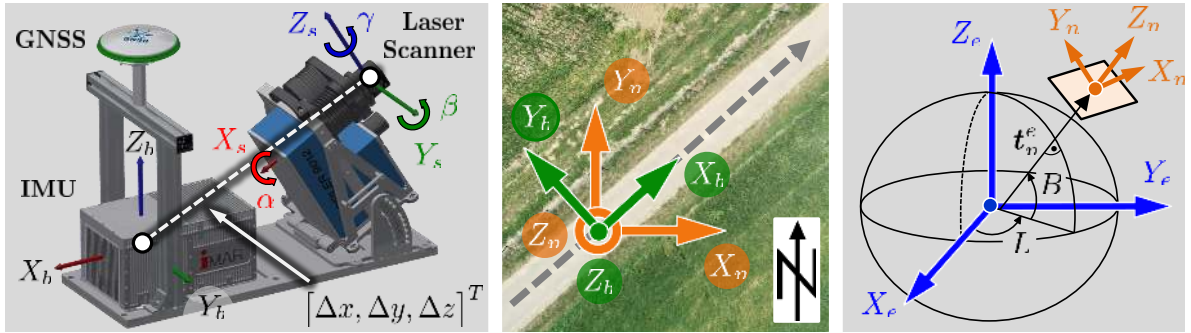 GNSS
Z_s γ
Laser
Scanner
Z_b
β
X_s
Y_s
IMU
α
X_b
iMAR
Y_b
[Δx, Δy, Δz]^T
Y_n
Y_b
X_b
Z_n
X_n
Z_b
N
Z_e
Y_n
Z_n
X_n
t_n^e
B
Y_e
L
X_e